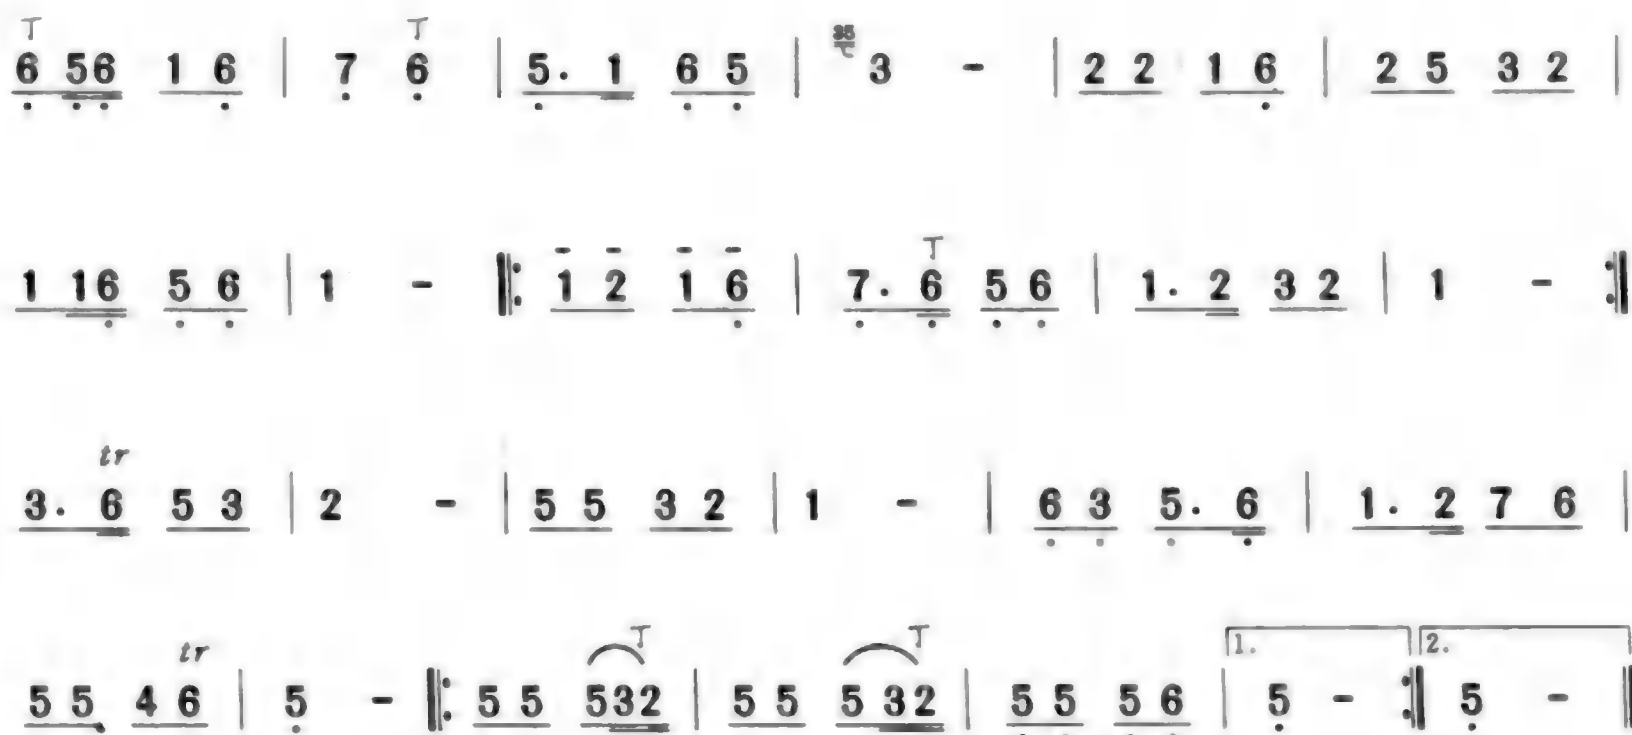 6 56 1 6 | 7 6 | 5. 1 6 5 | 35 3 - | 2 2 1 6 | 2 5 3 2 |
1 16 5 6 | 1 - |: 1 2 1 6 | 7. 6 5 6 | 1. 2 3 2 | 1 - :|
tr
3. 6 5 3 | 2 - | 5 5 3 2 | 1 - | 6 3 5. 6 | 1. 2 7 6 |
tr 1. 2.
5 5 4 6 | 5 - |: 5 5 532 | 5 5 5 32 | 5 5 5 6 | 5 - :| 5 - |